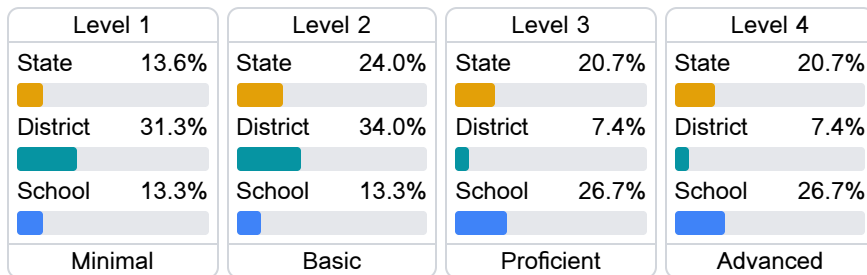 Level 1
State 13.6%
District 31.3%
School 13.3%
Minimal
Level 2
State 24.0%
District 34.0%
School 13.3%
Basic
Level 3
State 20.7%
District 7.4%
School 26.7%
Proficient
Level 4
State 20.7%
District 7.4%
School 26.7%
Advanced